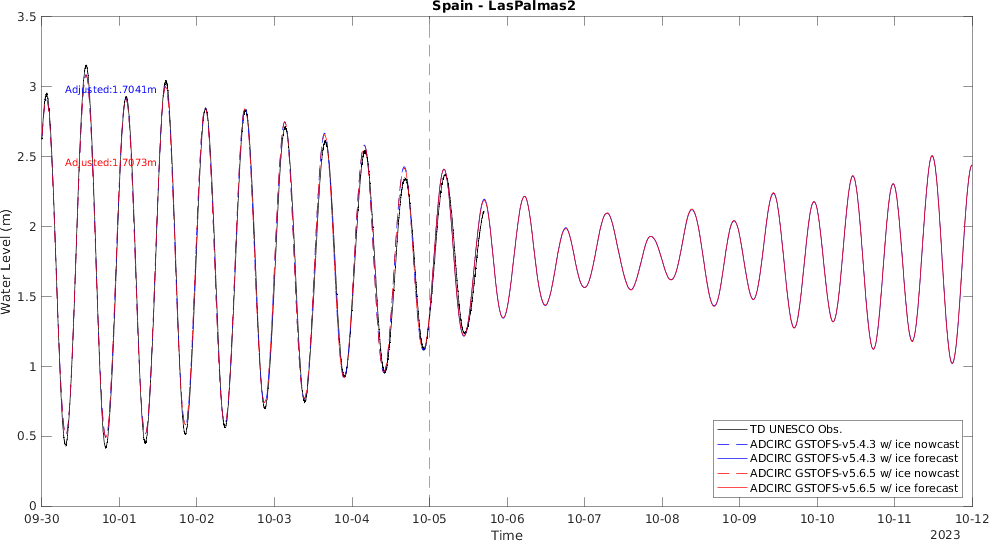 Spain - LasPalmas2
3.5
3
2.5
2
1.5
1
0.5
0
Water Level (m)
Adjusted:1.7041m
Adjusted:1.7073m
TD UNESCO Obs.
ADCIRC GSTOFS-v5.4.3 w/ ice nowcast
ADCIRC GSTOFS-v5.4.3 w/ ice forecast
ADCIRC GSTOFS-v5.6.5 w/ ice nowcast
ADCIRC GSTOFS-v5.6.5 w/ ice forecast
09-30 10-01 10-02 10-03 10-04 10-05 10-06 10-07 10-08 10-09 10-10 10-11 10-12
Time
2023